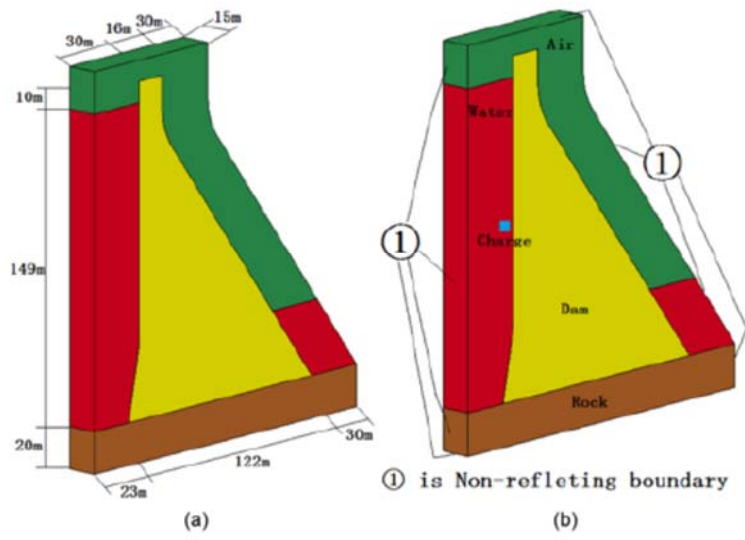 30m
16m
30m
15m
10m
149m
20m
23m
122m
30m
(a)
Air
Water
①
①
Charge
Dam
Rock
① is Non-refleting boundary
(b)